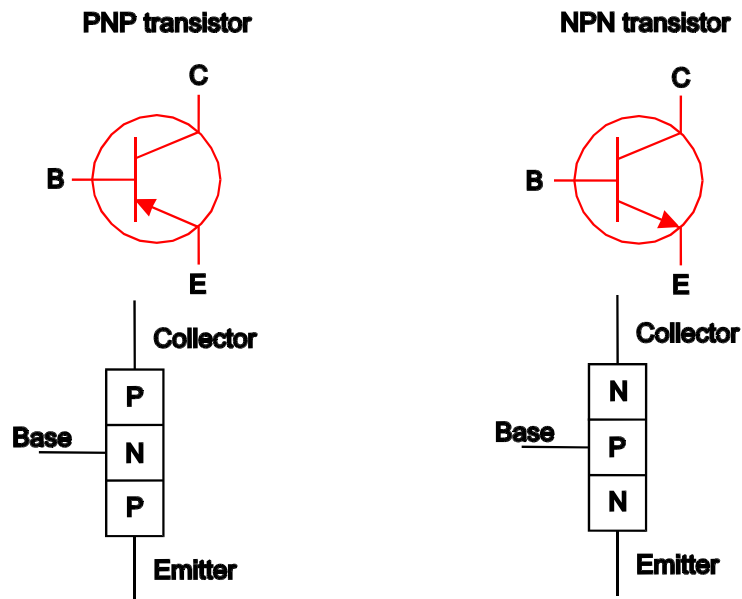 PNP transistor
C
B
E
Collector
P
Base
N
P
Emitter
NPN transistor
C
B
E
Collector
N
Base
P
N
Emitter